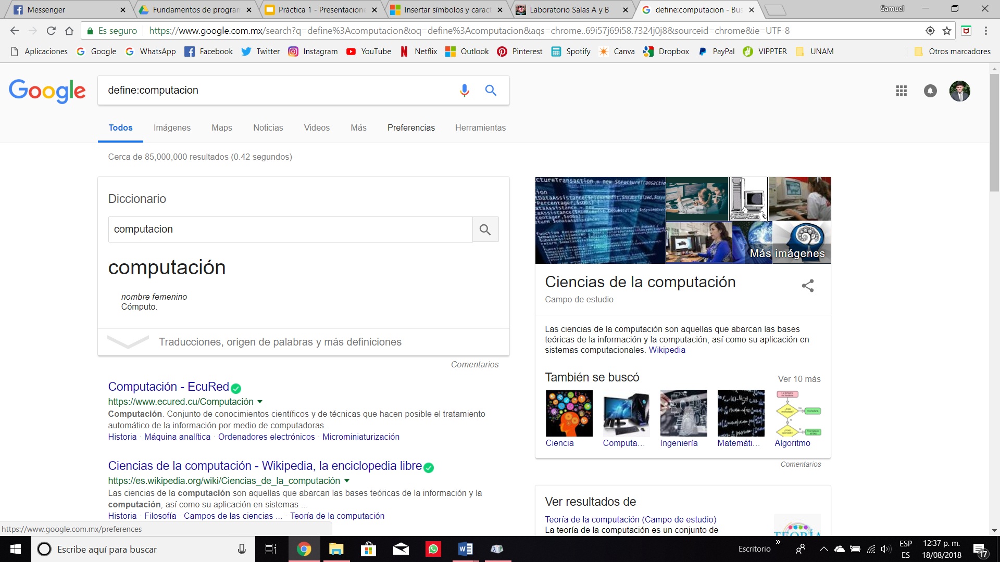 Messenger
Fundamentos de program
Práctica 1 - Presentacione
Insertar símbolos y caract
Laboratorio Salas A y B
define:computacion - Bus
Samuel
Es seguro
https://www.google.com.mx/search?q=define%3Acomputacion&oq=define%3Acomputacion&aqs=chrome..69i57j69i58.7324j0j8&sourceid=chrome&ie=UTF-8
Aplicaciones Google WhatsApp Facebook Twitter Instagram YouTube Netflix Outlook Pinterest Spotify Canva Dropbox PayPal VIPPTER UNAM Otros marcadores
Google
define:computacion
Todos Imágenes Maps Noticias Videos Más Preferencias Herramientas
Cerca de 85,000,000 resultados (0.42 segundos)
Diccionario
computacion
computación
nombre femenino
Cómputo.
Traducciones, origen de palabras y más definiciones
Comentarios
Computación - EcuRed
https://www.ecured.cu/Computación
Computación. Conjunto de conocimientos científicos y de técnicas que hacen posible el tratamiento
automático de la información por medio de computadoras.
Historia · Máquina analítica · Ordenadores electrónicos · Microminiaturización
Ciencias de la computación - Wikipedia, la enciclopedia libre
https://es.wikipedia.org/wiki/Ciencias_de_la_computación
Las ciencias de la computación son aquellas que abarcan las bases teóricas de la información y la
computación, así como su aplicación en sistemas ...
Historia · Filosofía · Campos de las ciencias ... · Teoría de la computación
https://www.google.com.mx/preferences
Más imágenes
Ciencias de la computación
Campo de estudio
Las ciencias de la computación son aquellas que abarcan las bases
teóricas de la información y la computación, así como su aplicación en
sistemas computacionales. Wikipedia
También se buscó
Ver 10 más
Ciencia Computa... Ingeniería Matemáti... Algoritmo
Comentarios
Ver resultados de
Teoría de la computación (Campo de estudio)
La teoría de la computación es un conjunto de
TEORÍA
Escribe aquí para buscar
Escritorio
ESP
ES
12:37 p. m.
18/08/2018
17